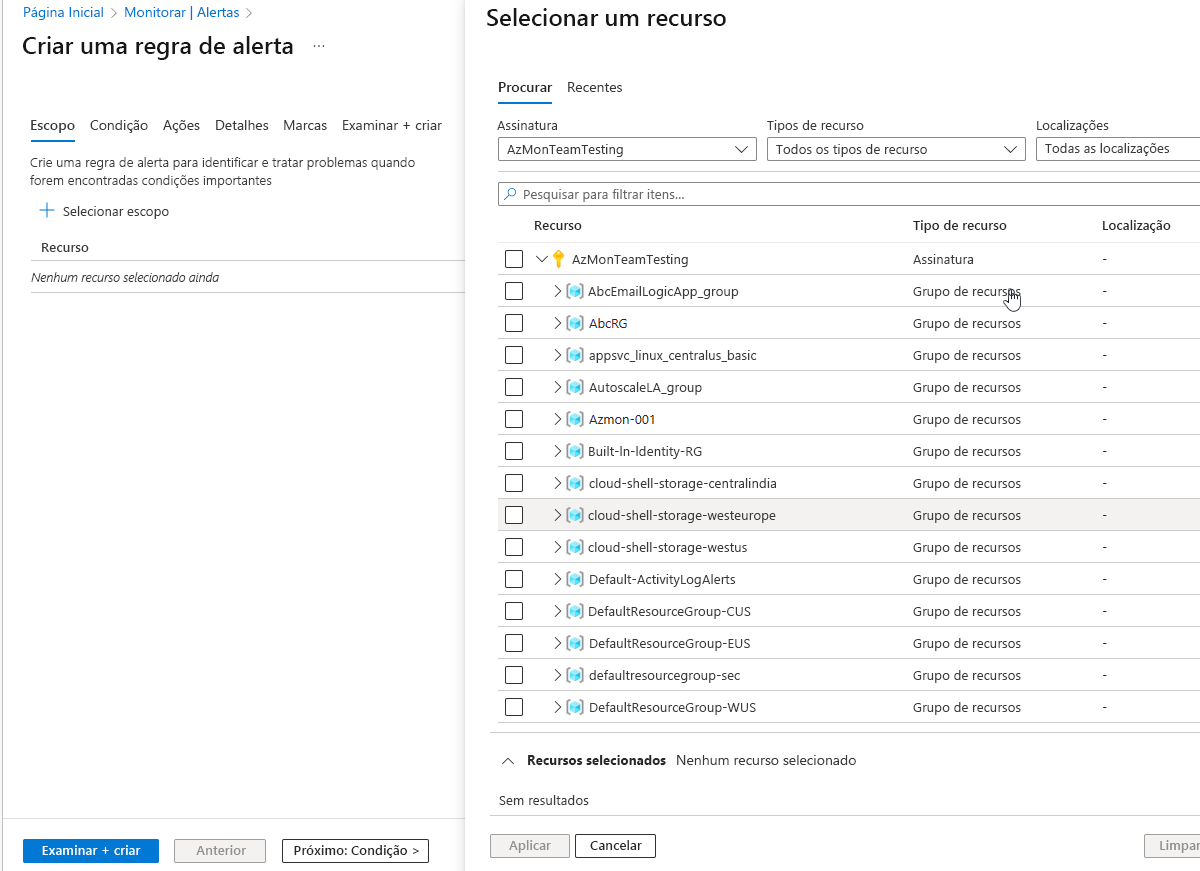 Página Inicial > Monitorar | Alertas >
Criar uma regra de alerta ...
Escopo Condição Ações Detalhes Marcas Examinar + criar
Crie uma regra de alerta para identificar e tratar problemas quando
forem encontradas condições importantes
Selecionar escopo
Recurso
Nenhum recurso selecionado ainda
Examinar + criar
Anterior
Próximo: Condição >
Selecionar um recurso
Procurar Recentes
Assinatura Tipos de recurso Localizações
AzMonTeamTesting Todos os tipos de recurso Todas as localizações
Pesquisar para filtrar itens...
Recurso Tipo de recurso Localização
AzMonTeamTesting Assinatura -
AbcEmailLogicApp_group Grupo de recursos -
AbcRG Grupo de recursos -
appsvc_linux_centralus_basic Grupo de recursos -
AutoscaleLA_group Grupo de recursos -
Azmon-001 Grupo de recursos -
Built-In-Identity-RG Grupo de recursos -
cloud-shell-storage-centralindia Grupo de recursos -
cloud-shell-storage-westeurope Grupo de recursos -
cloud-shell-storage-westus Grupo de recursos -
Default-ActivityLogAlerts Grupo de recursos -
DefaultResourceGroup-CUS Grupo de recursos -
DefaultResourceGroup-EUS Grupo de recursos -
defaultresourcegroup-sec Grupo de recursos -
DefaultResourceGroup-WUS Grupo de recursos -
Recursos selecionados Nenhum recurso selecionado
Sem resultados
Aplicar
Cancelar
Limpar